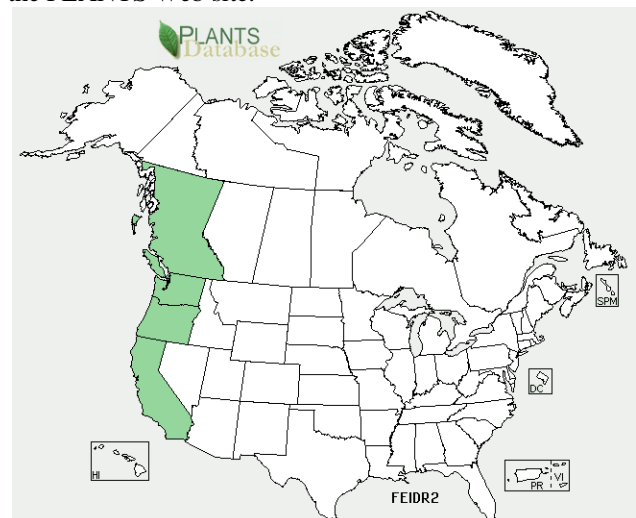 the PLANTS Web site.
PLANTS
Database
SPM
DC
HI
PR
VI
FEIDR2